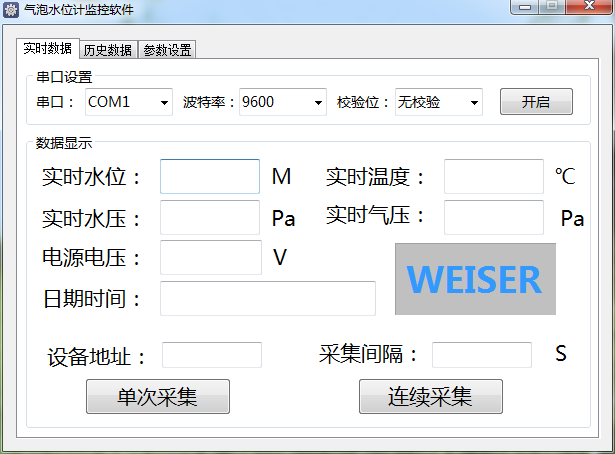 气泡水位计监控软件
实时数据 历史数据 参数设置
串口设置
串口： COM1 波特率： 9600 校验位： 无校验 开启
数据显示
实时水位： M 实时温度： ℃
实时水压： Pa 实时气压： Pa
电源电压： V
WEISER
日期时间：
设备地址： 采集间隔： S
单次采集 连续采集